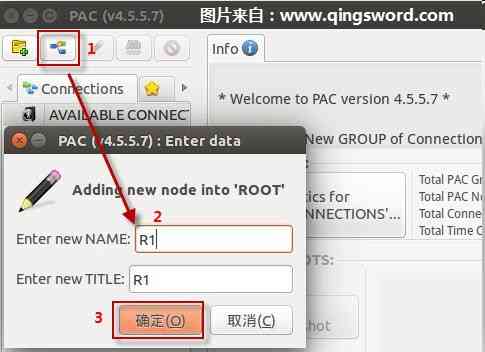 PAC (v4.5.5.7)
图片来自：www.qingsword.com
1
Info
Connections
AVAILABLE CONNECT
* Welcome to PAC version 4.5.5.7 *
New GROUP of Connection
PAC (v4.5.5.7) : Enter data
Adding new node into 'ROOT'
2
Enter new NAME: R1
Enter new TITLE: R1
3
确定(O)
取消(C)
tics for
ONNECTIONS'...
Total PAC Gr
Total PAC No
Total Conne
Total Time C
OTS:
hot